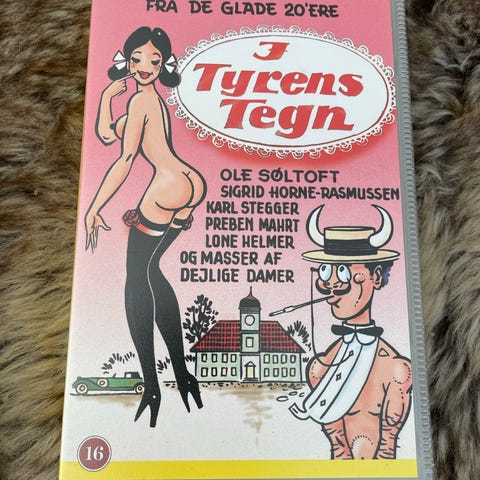 FRA DE GLADE 20'ERE
I
Tyrens
Tegn
OLE SØLTOFT
SIGRID HORNE-RASMUSSEN
KARL STEGGER
PREBEN MAHRT
LONE HELMER
OG MASSER AF
DEJLIGE DAMER
16